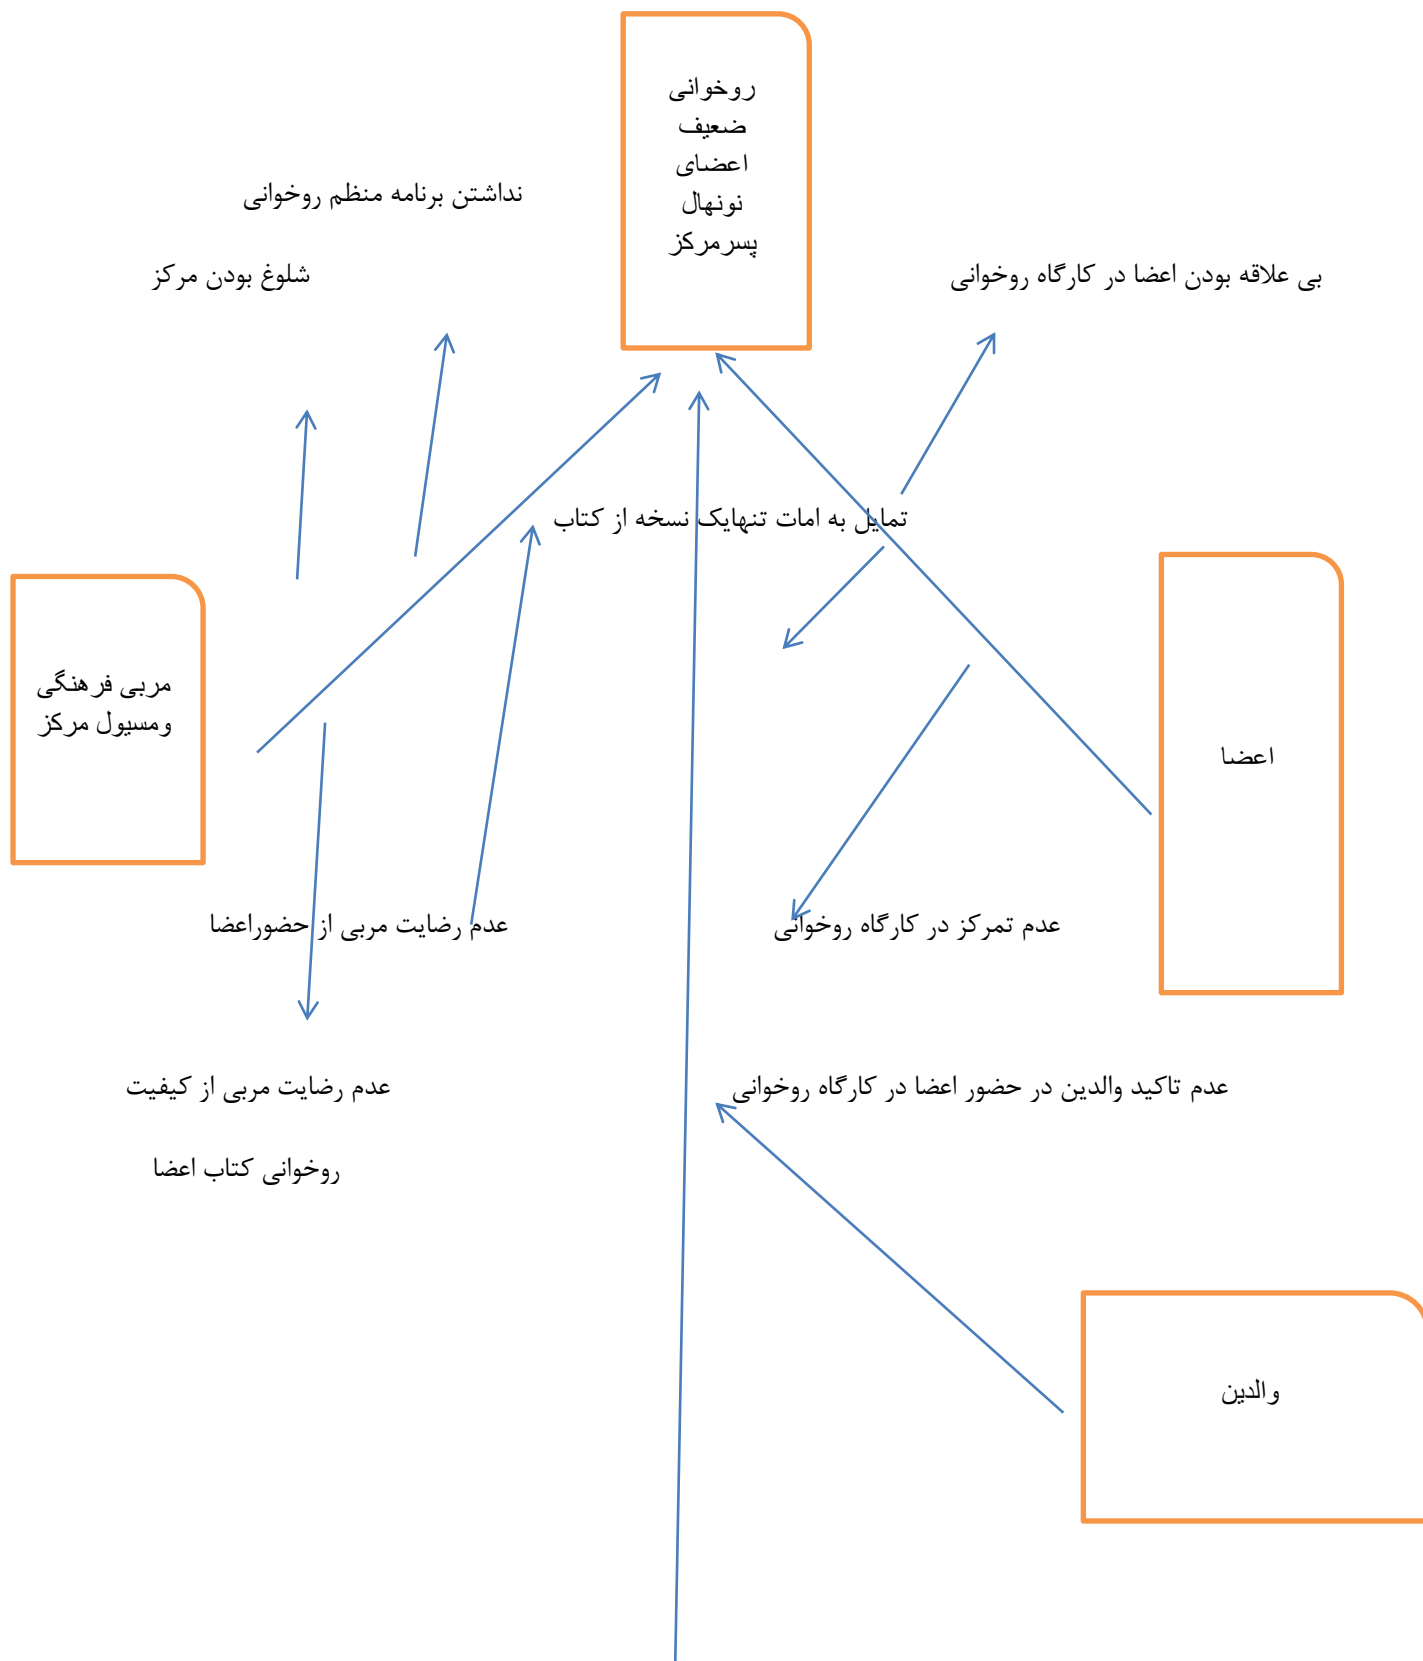 روخوانی
ضعیف
اعضای
نونهال
پسرمرکز
نداشتن برنامه منظم روخوانی
بی علاقه بودن اعضا در کارگاه روخوانی
شلوغ بودن مرکز
تمایل به امات تنهایک نسخه از کتاب
مربی فرهنگی
ومسیول مرکز
اعضا
عدم تمرکز در کارگاه روخوانی
عدم رضایت مربی از حضوراعضا
عدم تاکید والدین در حضور اعضا در کارگاه روخوانی
عدم رضایت مربی از کیفیت
روخوانی کتاب اعضا
والدین